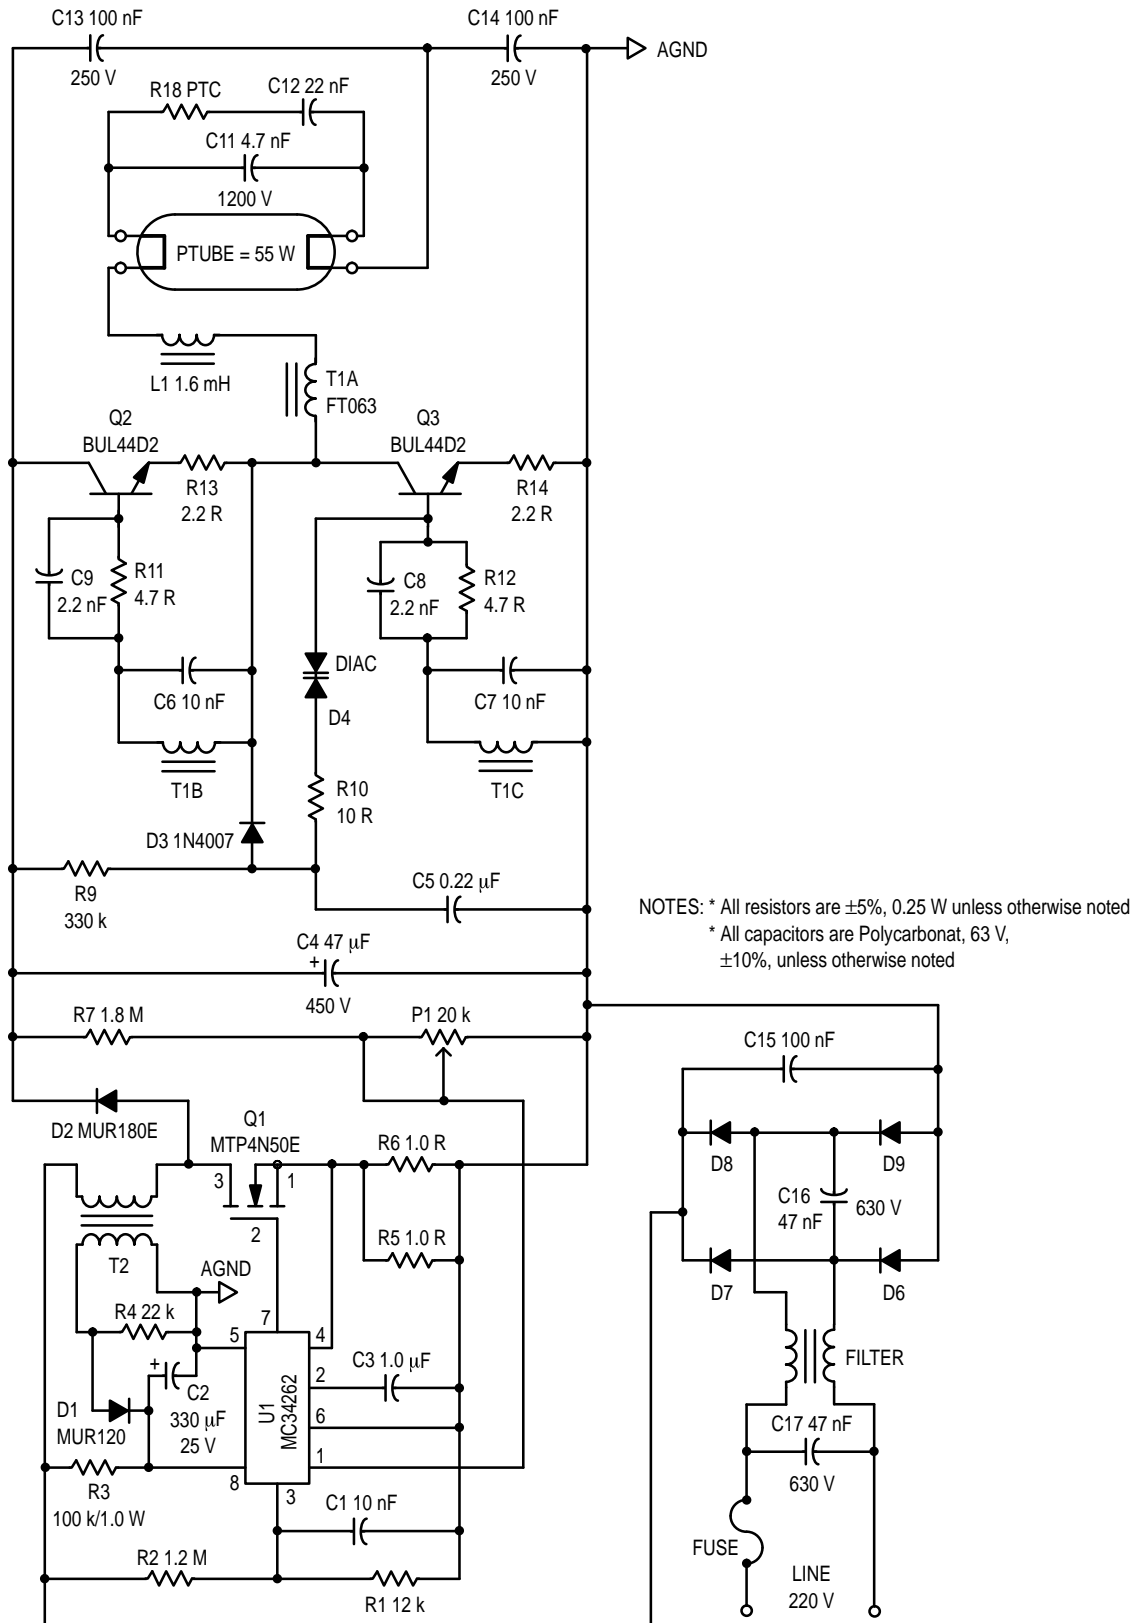 C13 100 nF
250 V
C14 100 nF
AGND
R18 PTC
C12 22 nF
C11 4.7 nF
1200 V
PTUBE = 55 W
L1 1.6 mH
T1A
FT063
Q2
BUL44D2
Q3
BUL44D2
250 V
R13
2.2 R
R14
2.2 R
C9
2.2 nF
R11
4.7 R
C8
2.2 nF
R12
4.7 R
DIAC
D4
C6 10 nF
C7 10 nF
T1B
T1C
R10
10 R
D3 1N4007
R9
330 k
C5 0.22 µF
NOTES: * All resistors are ±5%, 0.25 W unless otherwise noted
* All capacitors are Polycarbonat, 63 V,
±10%, unless otherwise noted
C4 47 µF
+
450 V
R7 1.8 M
P1 20 k
C15 100 nF
D2 MUR180E
Q1
MTP4N50E
3
1
2
R6 1.0 R
R5 1.0 R
D8
D9
C16
47 nF
630 V
D7
D6
T2
AGND
R4 22 k
+
C2
330 µF
25 V
D1
MUR120
R3
100 k/1.0 W
7
5
4
2
6
1
8
3
U1
MC34262
C3 1.0 µF
C1 10 nF
R2 1.2 M
R1 12 k
FILTER
C17 47 nF
630 V
FUSE
LINE
220 V